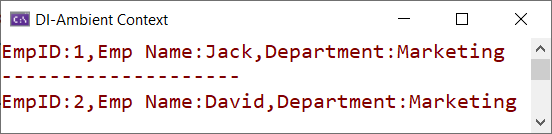 DI-Ambient Context
EmpID:1,Emp Name:Jack,Department:Marketing
---------------------
EmpID:2,Emp Name:David,Department:Marketing